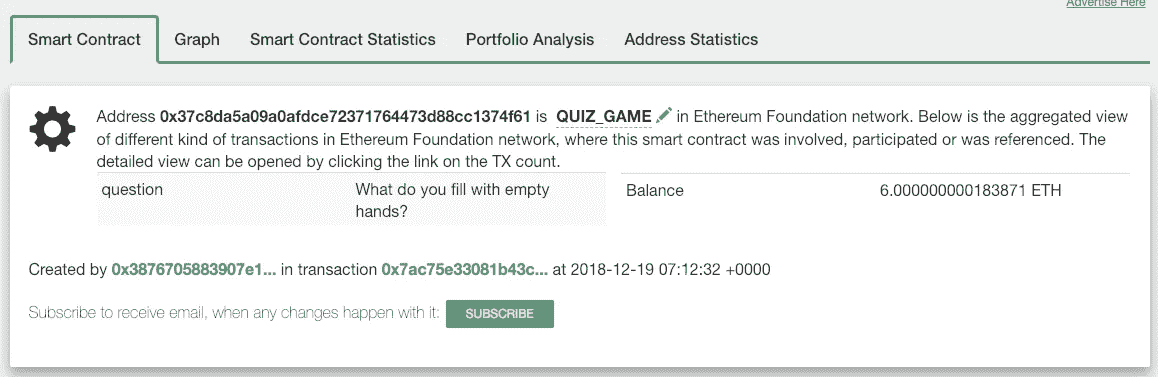 Advertise Here
Smart Contract Graph Smart Contract Statistics Portfolio Analysis Address Statistics
Address 0x37c8da5a09a0afdce72371764473d88cc1374f61 is QUIZ_GAME in Ethereum Foundation network. Below is the aggregated view
of different kind of transactions in Ethereum Foundation network, where this smart contract was involved, participated or was referenced. The
detailed view can be opened by clicking the link on the TX count.
question What do you fill with empty
hands?
Balance 6.000000000183871 ETH
Created by 0x3876705883907e1... in transaction 0x7ac75e33081b43c... at 2018-12-19 07:12:32 +0000
Subscribe to receive email, when any changes happen with it: SUBSCRIBE